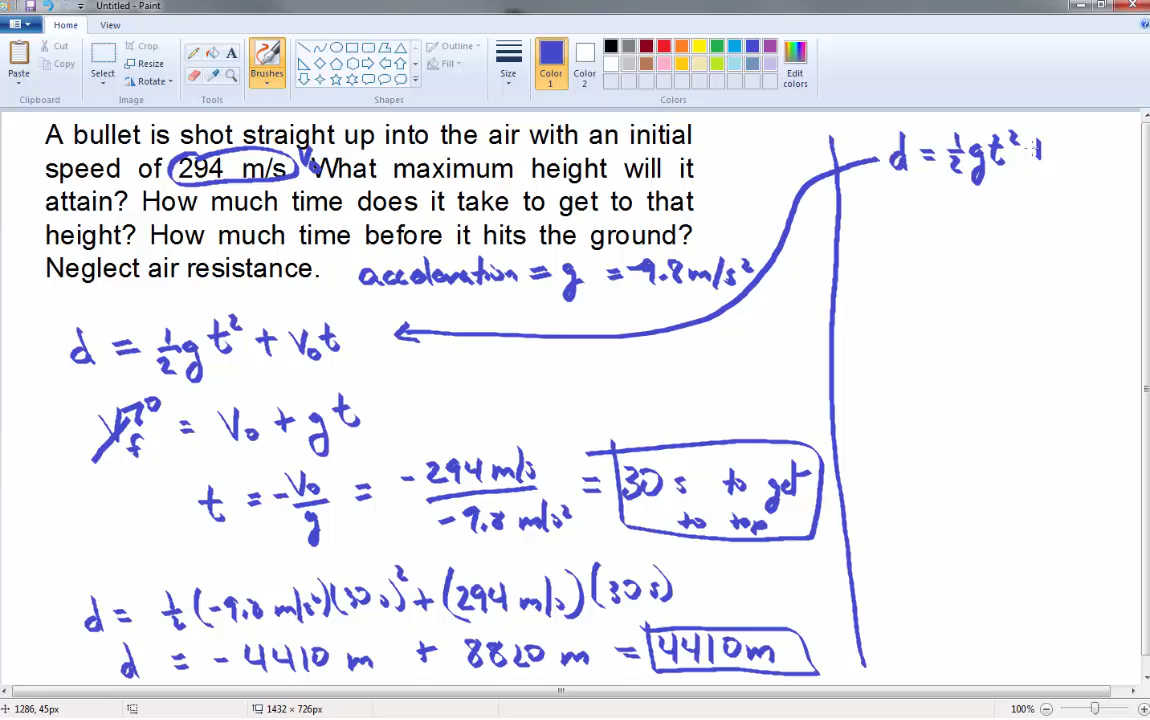 Untitled - Paint
Home View
Paste
Cut
Copy
Clipboard
Select
Crop
Resize
Rotate
Image
Tools
Brushes
Shapes
Outline
Fill
Size
Color 1
Color 2
Colors
Edit colors
A bullet is shot straight up into the air with an initial
speed of 294 m/s. What maximum height will it
attain? How much time does it take to get to that
height? How much time before it hits the ground?
Neglect air resistance.
acceleration = g = -9.8 m/s²
d = ½gt²
d = ½gt² + V₀t
Vf⁰ = V₀ + gt
t = -V₀/g = -294 m/s / -9.8 m/s² = 30 s to get
to top
d = ½(-9.8 m/s²)(30 s)² + (294 m/s)(30 s)
d = -4410 m + 8820 m = 4410m
1286, 45px
1432 × 726px
100%